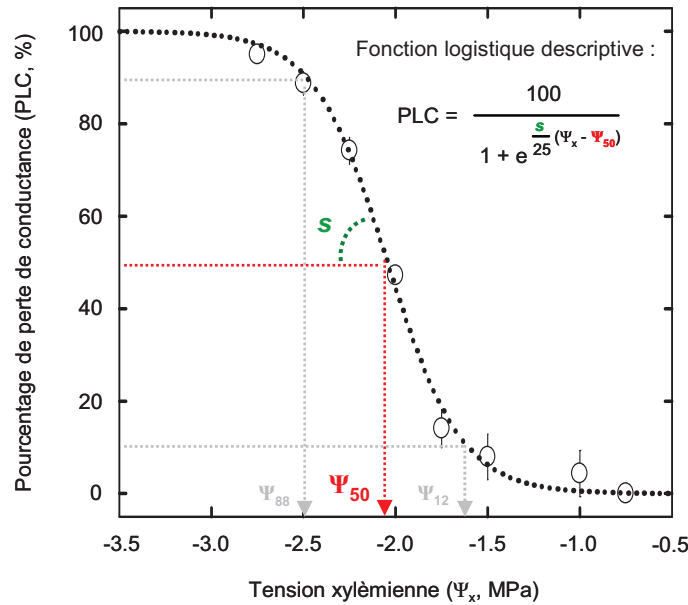 Pourcentage de perte de conductance (PLC, %)
100
80
60
40
20
0
Fonction logistique descriptive :
PLC = 100 / 1 + e^(s/25 (Ψx - Ψ50))
s
Ψ88
Ψ50
Ψ12
-3.5 -3.0 -2.5 -2.0 -1.5 -1.0 -0.5
Tension xylèmienne (Ψx, MPa)